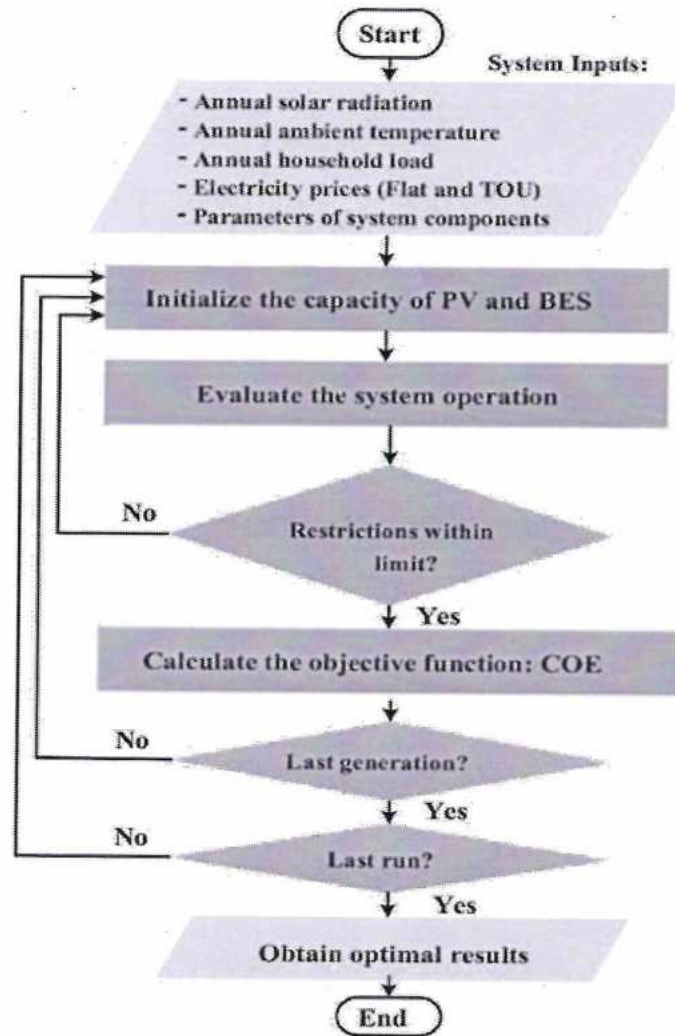 Start
System Inputs:
- Annual solar radiation
- Annual ambient temperature
- Annual household load
- Electricity prices (Flat and TOU)
- Parameters of system components
Initialize the capacity of PV and BES
Evaluate the system operation
No
Restrictions within
limit?
Yes
Calculate the objective function: COE
No
Last generation?
Yes
No
Last run?
Yes
Obtain optimal results
End